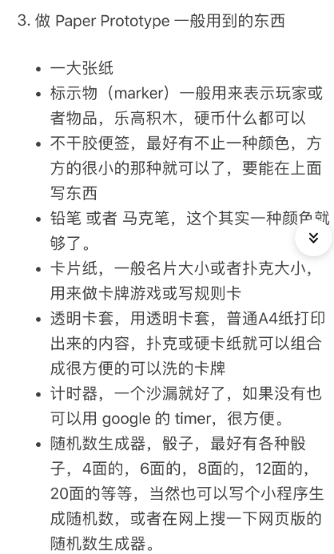 3. 做 Paper Prototype 一般用到的东西
• 一大张纸
• 标示物（marker）一般用来表示玩家或
者物品，乐高积木，硬币什么都可以
• 不干胶便签，最好有不止一种颜色，方
方的很小的那种就可以了，要能在上面
写东西
• 铅笔 或者 马克笔，这个其实一种颜色就
够了。
• 卡片纸，一般名片大小或者扑克大小，
用来做卡牌游戏或写规则卡
• 透明卡套，用透明卡套，普通A4纸打印
出来的内容，扑克或硬卡纸就可以组合
成很方便的可以洗的卡牌
• 计时器，一个沙漏就好了，如果没有也
可以用 google 的 timer，很方便。
• 随机数生成器，骰子，最好有各种骰
子，4面的，6面的，8面的，12面的，
20面的等等，当然也可以写个小程序生
成随机数，或者在网上搜一下网页版的
随机数生成器。